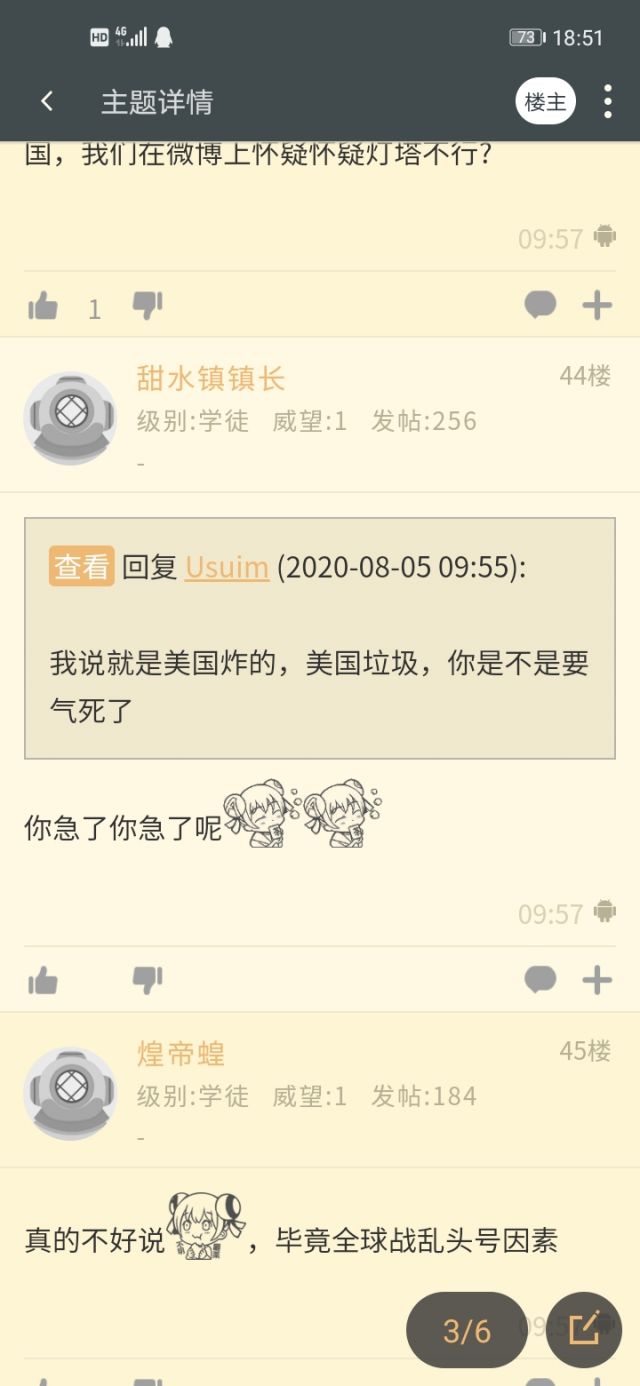 HD 4G 73 18:51
主题详情 楼主
国，我们在微博上怀疑怀疑灯塔不行?
09:57
1
甜水镇镇长 44楼
级别:学徒 威望:1 发帖:256
-
查看 回复 Usuim (2020-08-05 09:55):
我说就是美国炸的，美国垃圾，你是不是要
气死了
你急了你急了呢
09:57
煌帝蝗 45楼
级别:学徒 威望:1 发帖:184
-
真的不好说，毕竟全球战乱头号因素
3/6